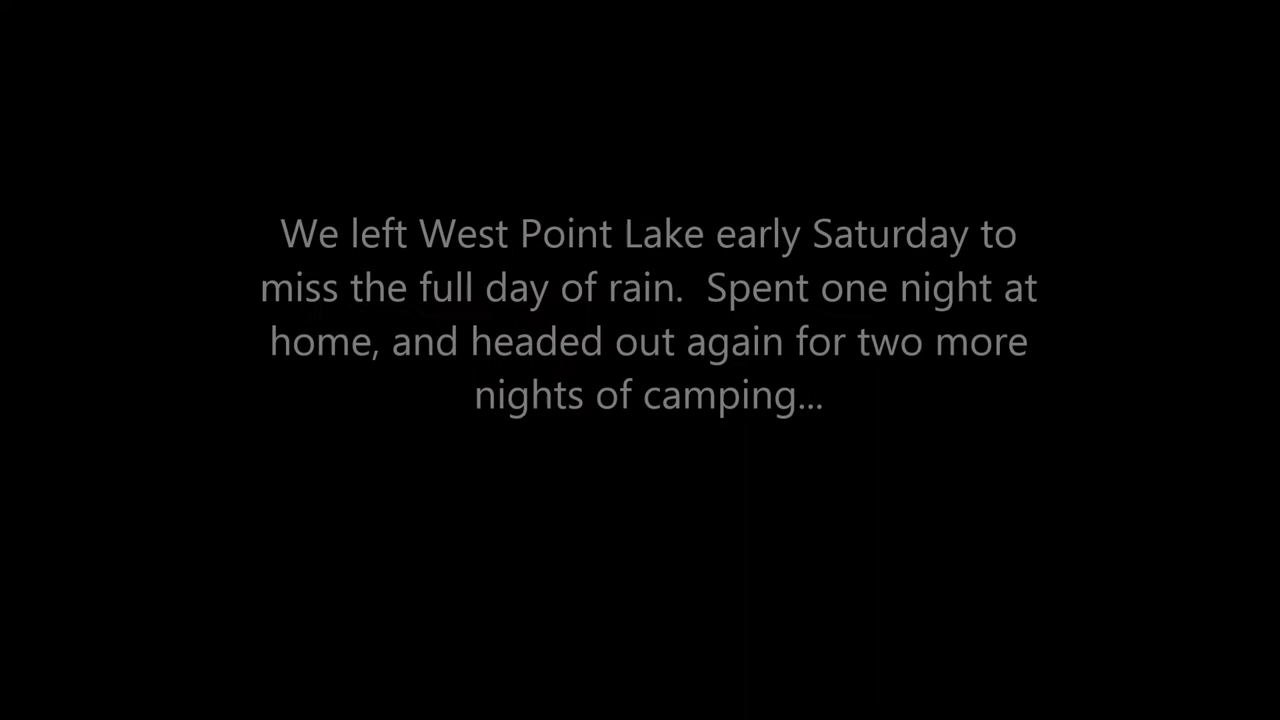 We left West Point Lake early Saturday to
miss the full day of rain.  Spent one night at
home, and headed out again for two more
nights of camping...